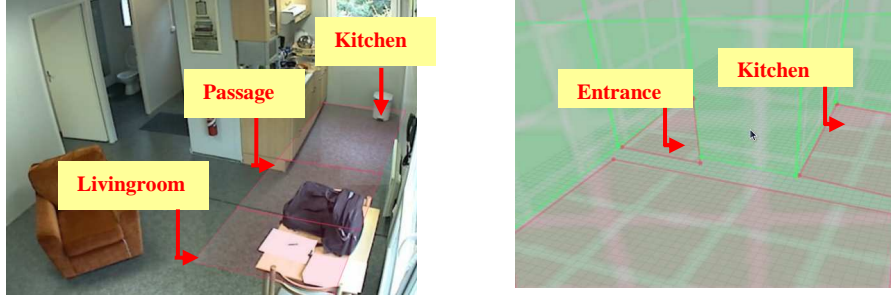 Kitchen
Passage
Livingroom
Kitchen
Entrance